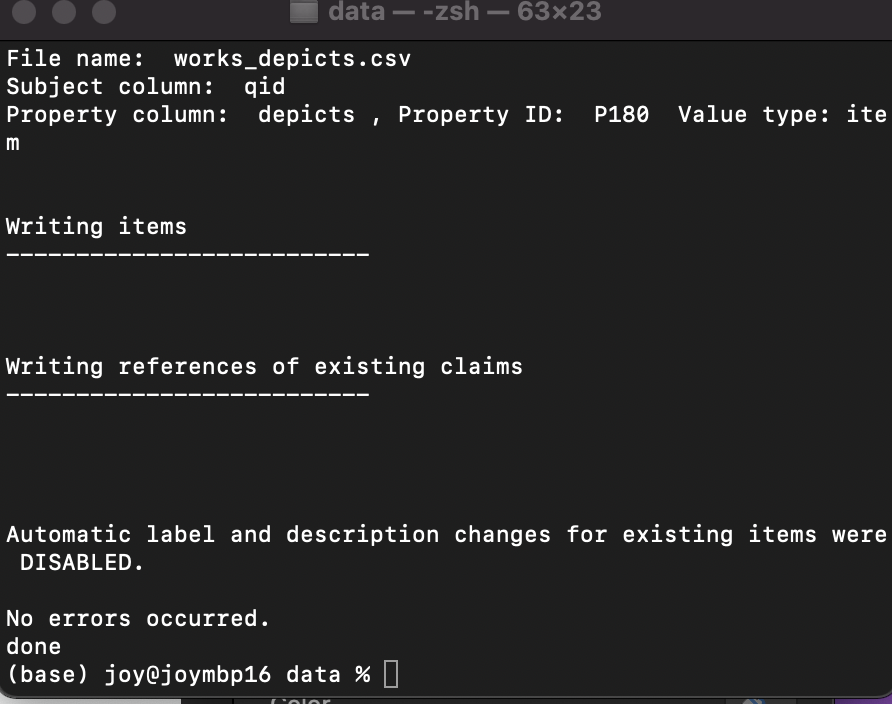 data — -zsh — 63×23
File name:  works_depicts.csv
Subject column:  qid
Property column:  depicts , Property ID:  P180  Value type: ite
m
Writing items
--------------------------
Writing references of existing claims
--------------------------
Automatic label and description changes for existing items were
 DISABLED.
No errors occurred.
done
(base) joy@joymbp16 data %